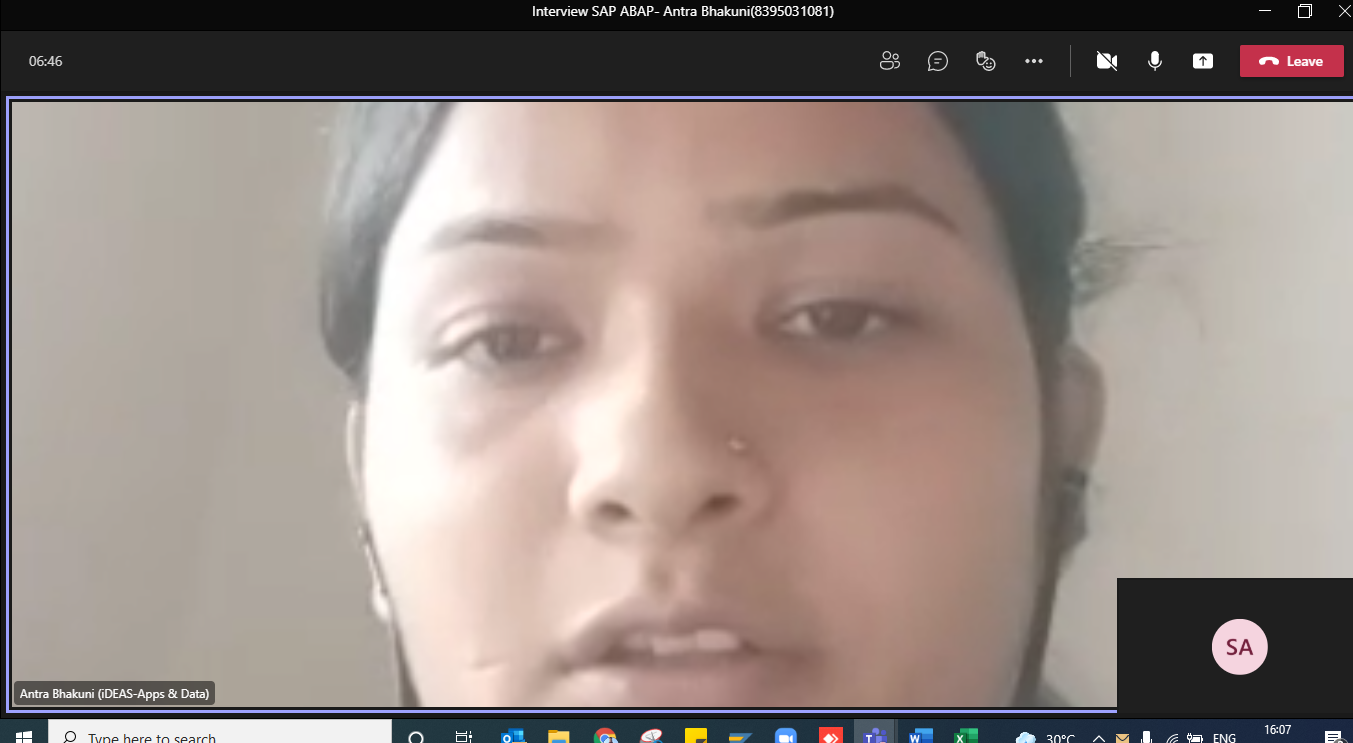 Interview SAP ABAP- Antra Bhakuni(8395031081)
06:46
Leave
Antra Bhakuni (iDEAS-Apps & Data)
SA
Type here to search
30°C
ENG
16:07